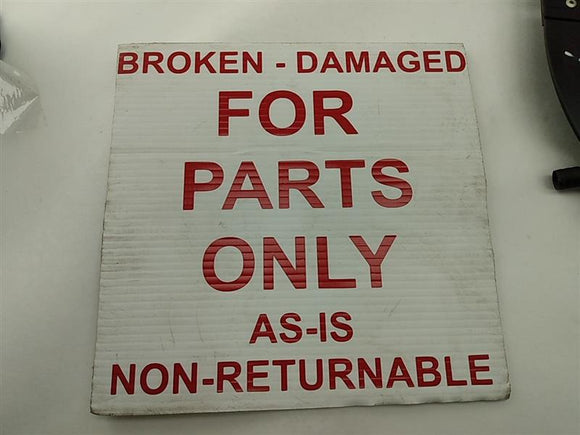 BROKEN - DAMAGED
FOR
PARTS
ONLY
AS-IS
NON-RETURNABLE